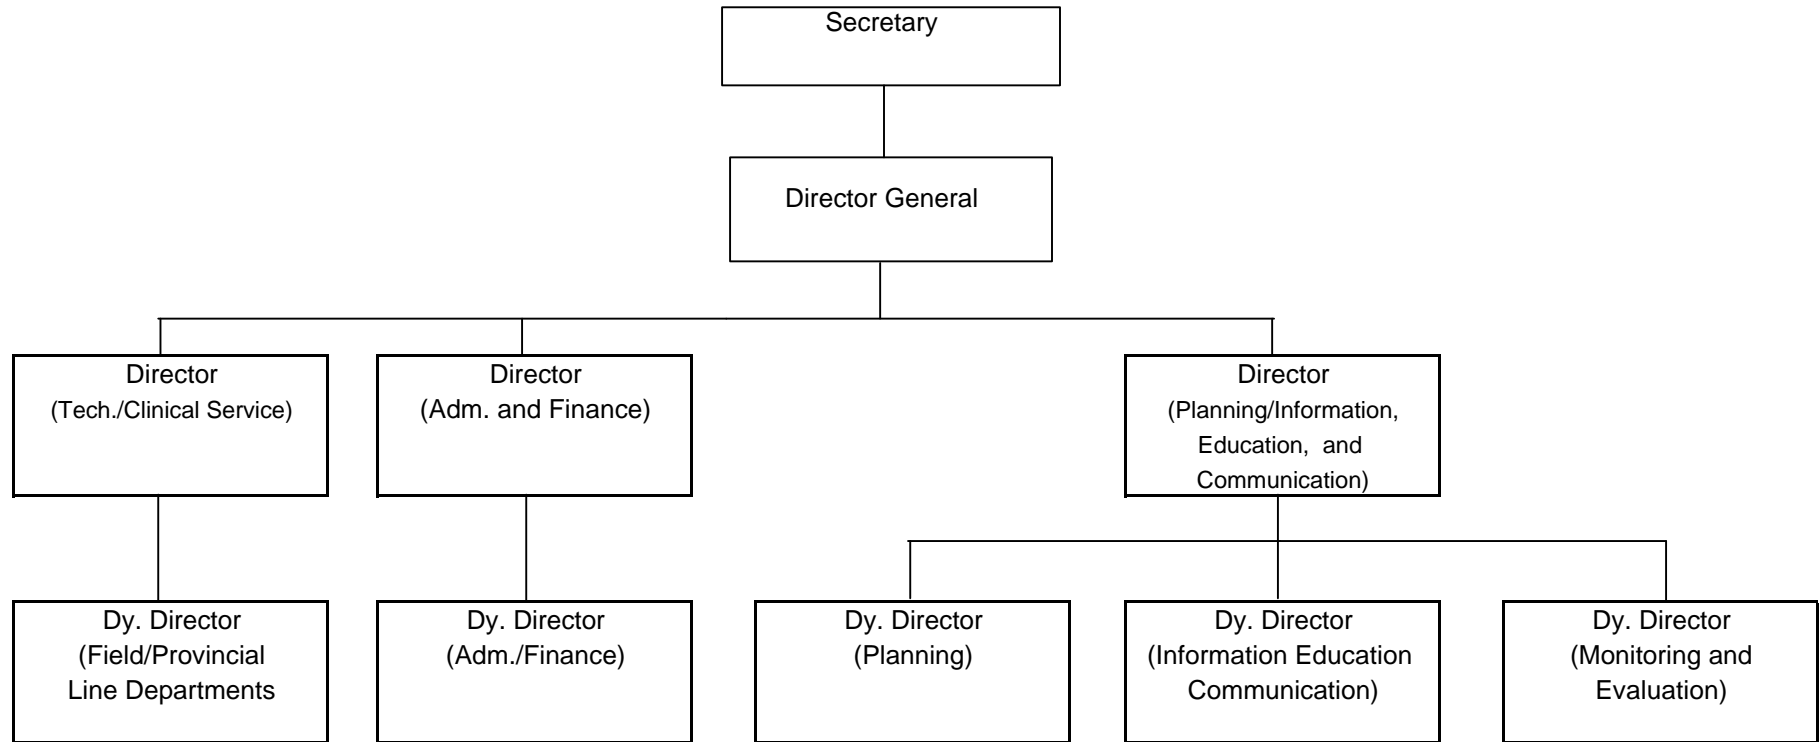 Secretary
Director General
Director
(Tech./Clinical Service)
Director
(Adm. and Finance)
Director
(Planning/Information,
Education, and
Communication)
Dy. Director
(Field/Provincial
Line Departments
Dy. Director
(Adm./Finance)
Dy. Director
(Planning)
Dy. Director
(Information Education
Communication)
Dy. Director
(Monitoring and
Evaluation)